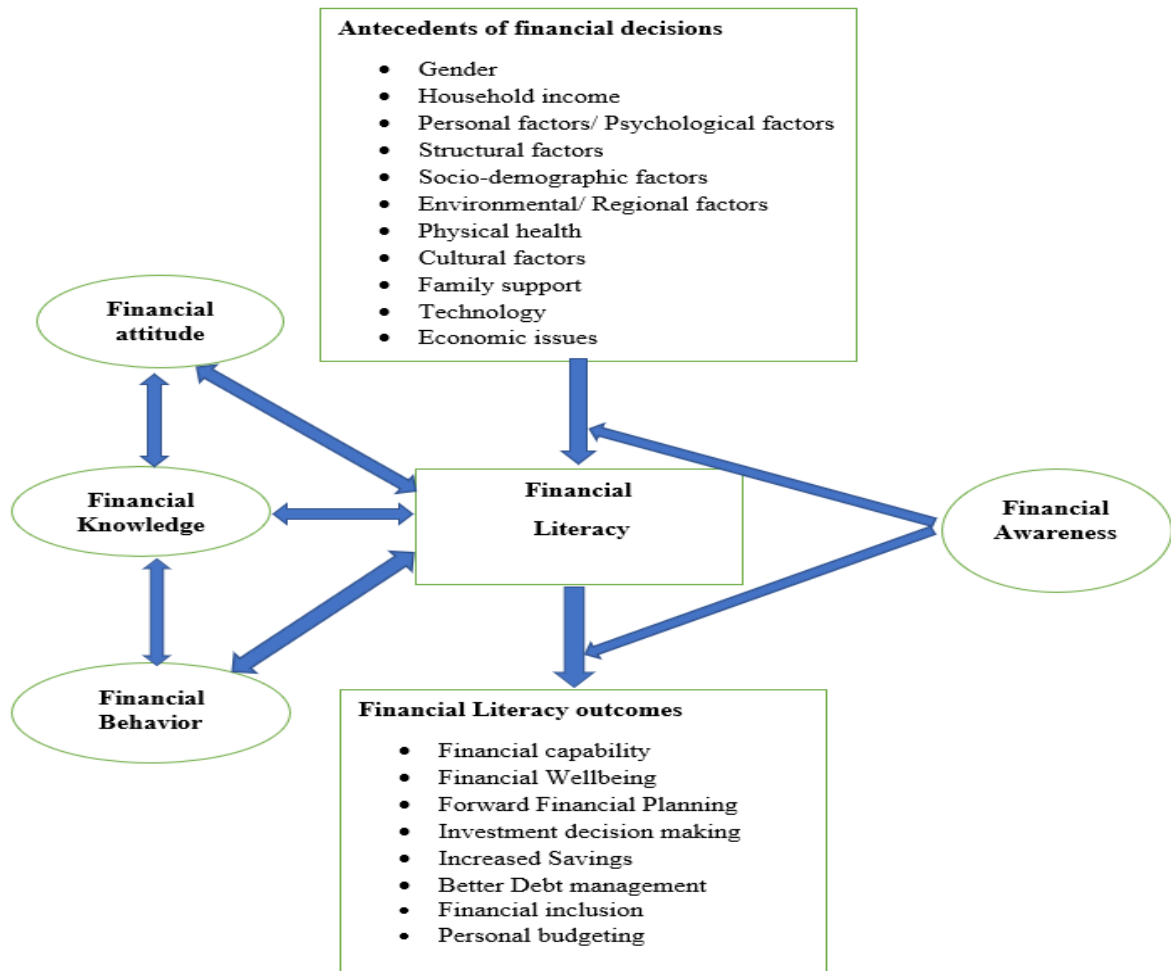 Antecedents of financial decisions
• Gender
• Household income
• Personal factors/ Psychological factors
• Structural factors
• Socio-demographic factors
• Environmental/ Regional factors
• Physical health
• Cultural factors
• Family support
• Technology
• Economic issues
Financial
attitude
Financial
Knowledge
Financial
Behavior
Financial
Literacy
Financial
Awareness
Financial Literacy outcomes
• Financial capability
• Financial Wellbeing
• Forward Financial Planning
• Investment decision making
• Increased Savings
• Better Debt management
• Financial inclusion
• Personal budgeting